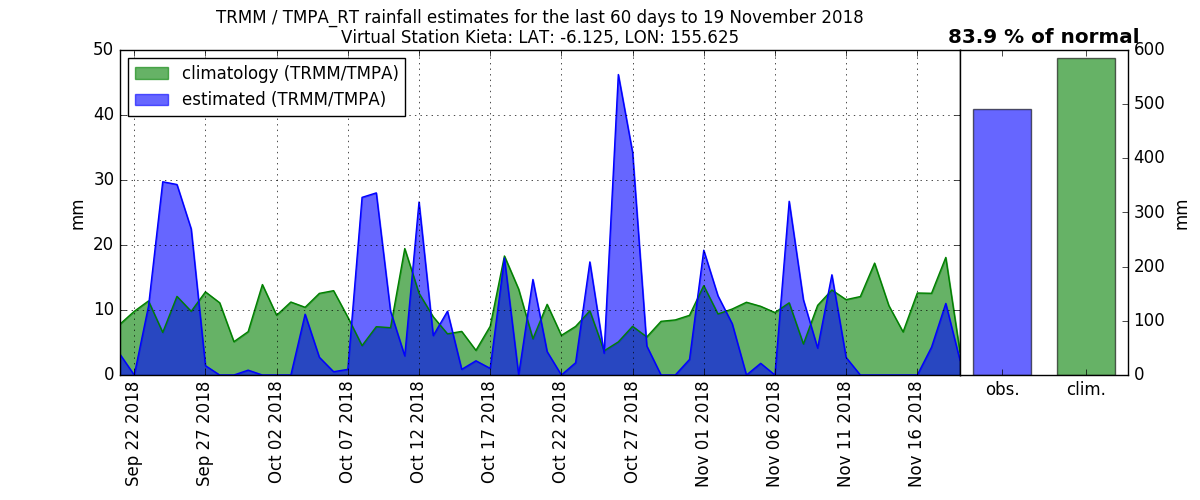 TRMM / TMPA_RT rainfall estimates for the last 60 days to 19 November 2018
Virtual Station Kieta: LAT: -6.125, LON: 155.625
83.9 % of normal
climatology (TRMM/TMPA)
estimated (TRMM/TMPA)
50
40
30
20
10
0
mm
600
500
400
300
200
100
0
mm
Sep 22 2018
Sep 27 2018
Oct 02 2018
Oct 07 2018
Oct 12 2018
Oct 17 2018
Oct 22 2018
Oct 27 2018
Nov 01 2018
Nov 06 2018
Nov 11 2018
Nov 16 2018
obs.
clim.